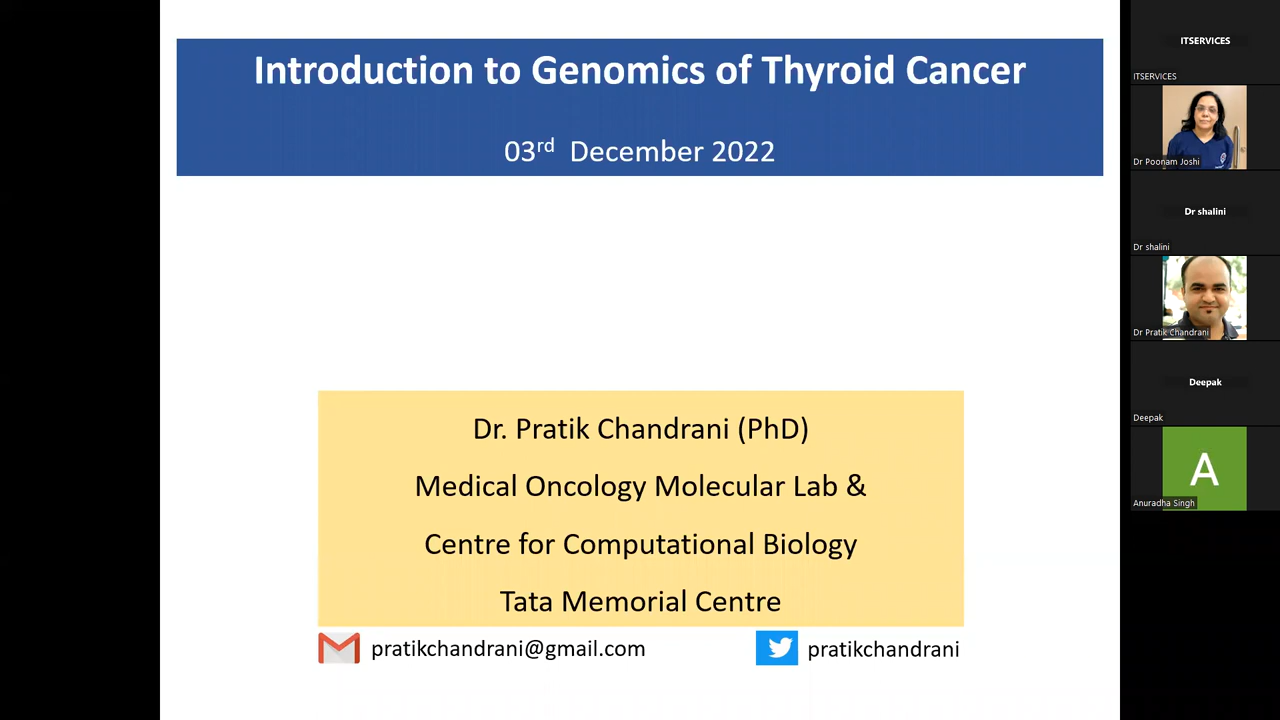 Introduction to Genomics of Thyroid Cancer
03rd December 2022
Dr. Pratik Chandrani (PhD)
Medical Oncology Molecular Lab &
Centre for Computational Biology
Tata Memorial Centre
pratikchandrani@gmail.com
pratikchandrani
ITSERVICES
ITSERVICES
Dr Poonam Joshi
Dr shalini
Dr shalini
Dr Pratik Chandrani
Deepak
Deepak
A
Anuradha Singh